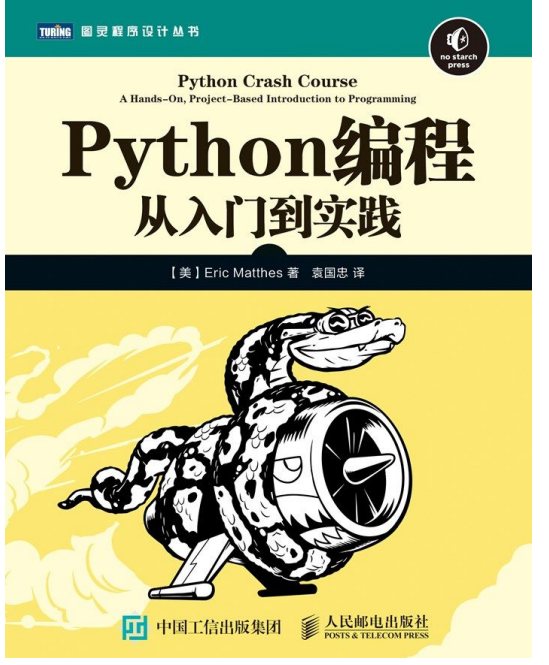 TURING 图灵程序设计丛书
no starch
press
Python Crash Course
A Hands-On, Project-Based Introduction to Programming
Python编程
从入门到实践
【美】Eric Matthes 著 袁国忠 译
中国工信出版集团
人民邮电出版社
POSTS & TELECOM PRESS